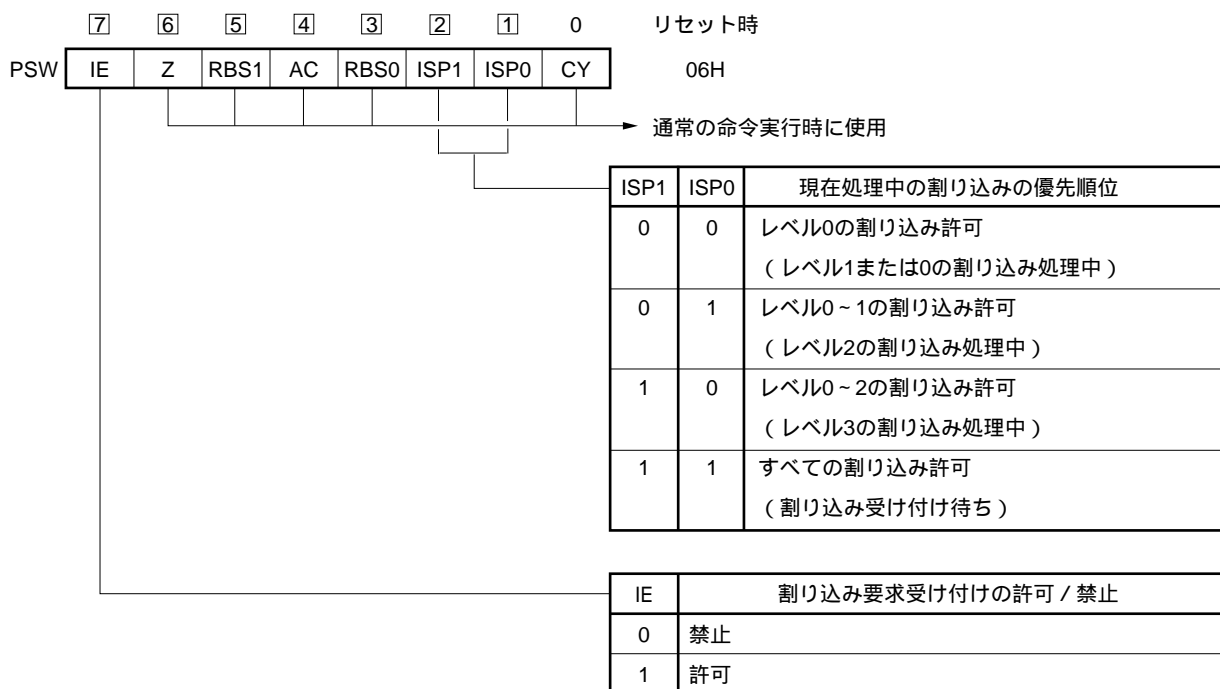 7 6 5 4 3 2 1 0 リセット時
PSW IE Z RBS1 AC RBS0 ISP1 ISP0 CY 06H
通常の命令実行時に使用
ISP1 ISP0 現在処理中の割り込みの優先順位
0 0 レベル0の割り込み許可
（レベル1または0の割り込み処理中）
0 1 レベル0~1の割り込み許可
（レベル2の割り込み処理中）
1 0 レベル0~2の割り込み許可
（レベル3の割り込み処理中）
1 1 すべての割り込み許可
（割り込み受け付け待ち）
IE 割り込み要求受け付けの許可／禁止
0 禁止
1 許可